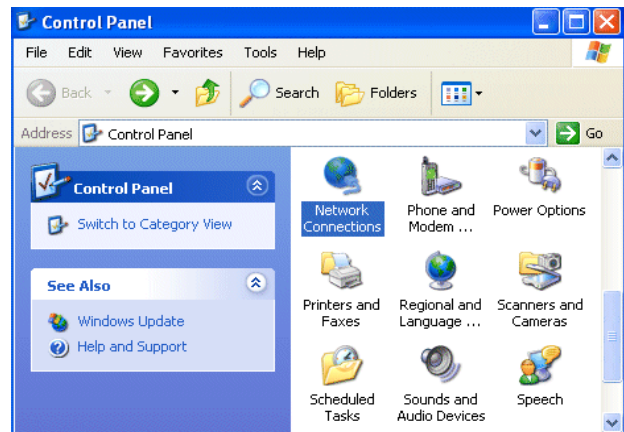 Control Panel
File Edit View Favorites Tools Help
Back Search Folders
Address Control Panel Go
Control Panel
Switch to Category View
See Also
Windows Update
Help and Support
Network
Connections
Phone and
Modem ...
Power Options
Printers and
Faxes
Regional and
Language ...
Scanners and
Cameras
Scheduled
Tasks
Sounds and
Audio Devices
Speech